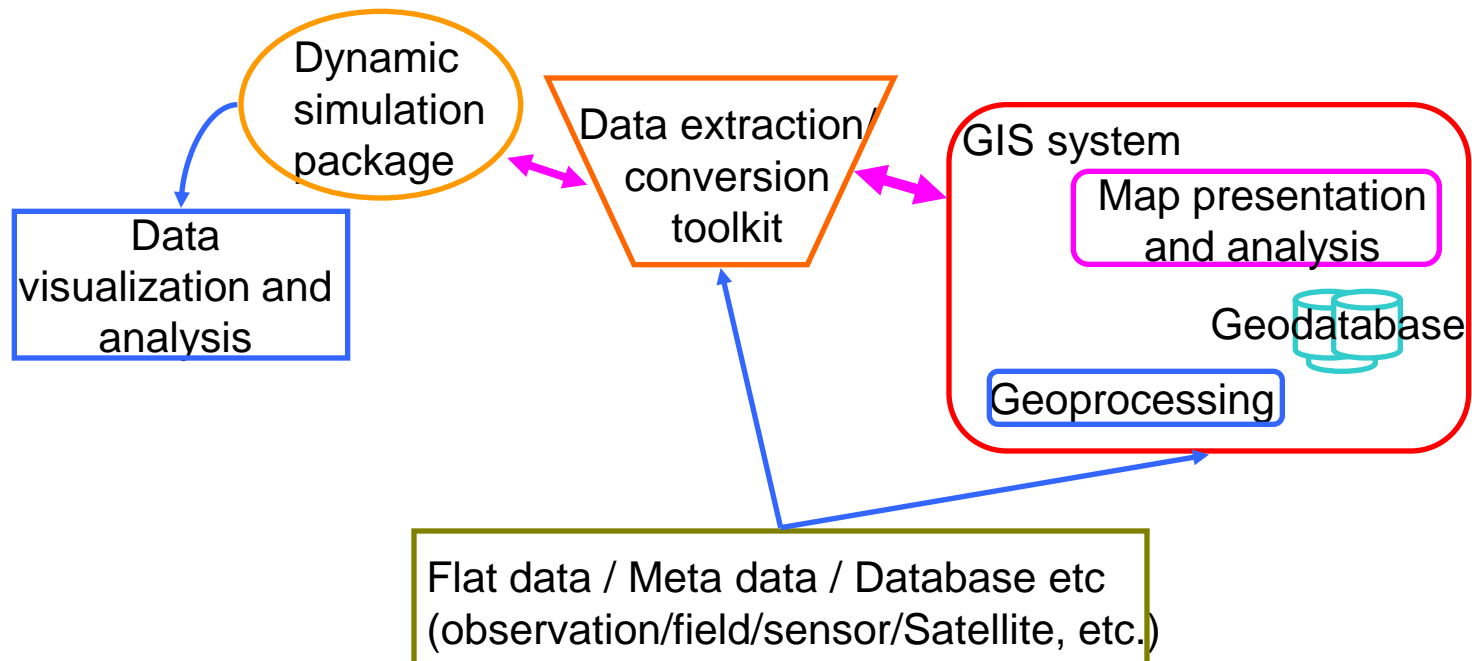 Dynamic
simulation
package
Data extraction/
conversion
toolkit
GIS system
Map presentation
and analysis
Geodatabase
Geoprocessing
Data
visualization and
analysis
Flat data / Meta data / Database etc
(observation/field/sensor/Satellite, etc.)